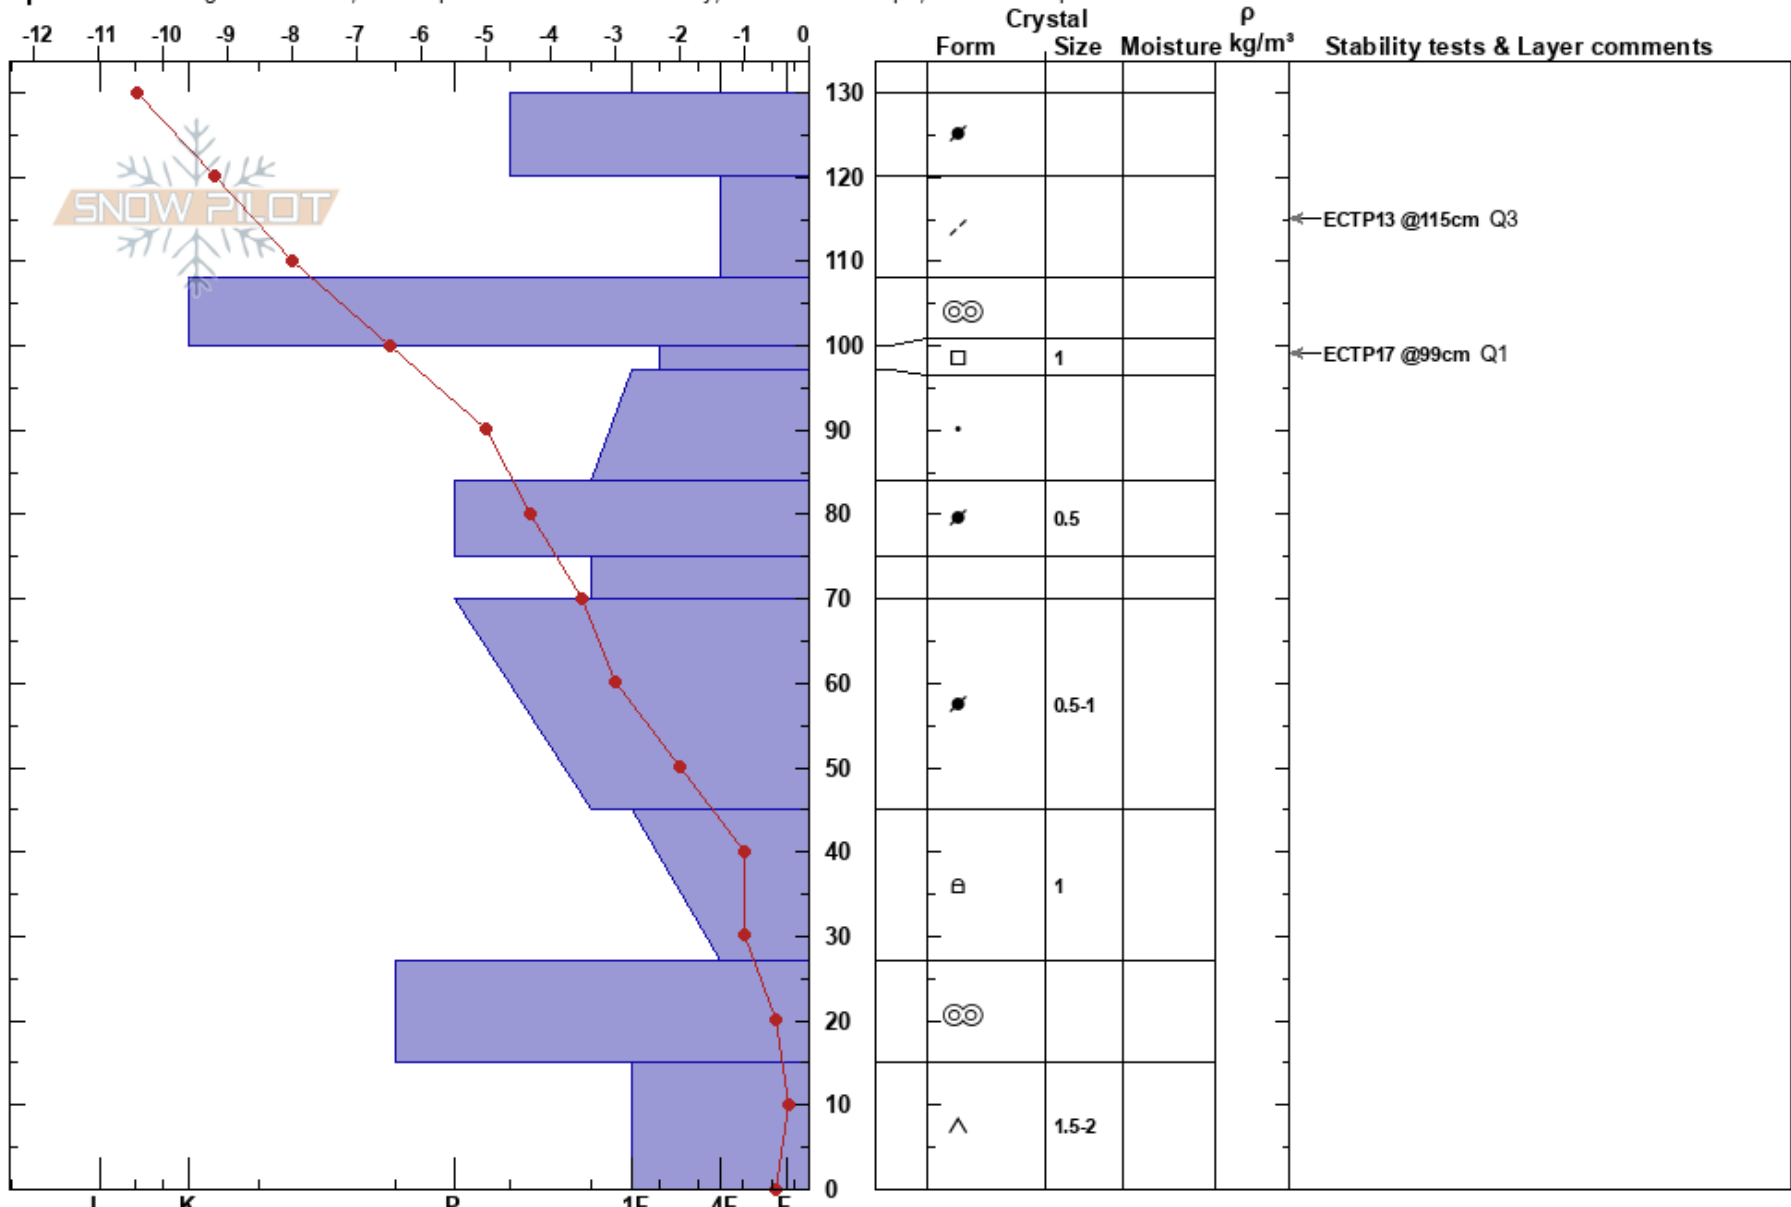 Crystal ρ
-12 -11 -10 -9 -8 -7 -6 -5 -4 -3 -2 -1 0 Form Size Moisture kg/m³ Stability tests & Layer comments
130
120
SNOW PILOT
ECTP13 @115cm Q3
110
100
1 ECTP17 @99cm Q1
90
80 0.5
70
60
0.5-1
50
40
1
30
20
10
1.5-2
0
I K P 1F 4F F